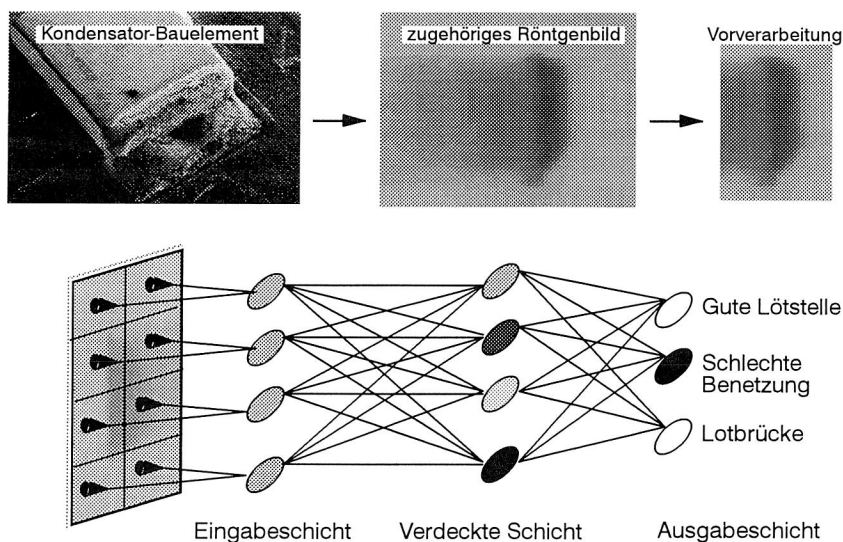 Kondensator-Bauelement
zugehöriges Röntgenbild
Vorverarbeitung
Gute Lötstelle
Schlechte
Benetzung
Lotbrücke
Eingabeschicht
Verdeckte Schicht
Ausgabeschicht